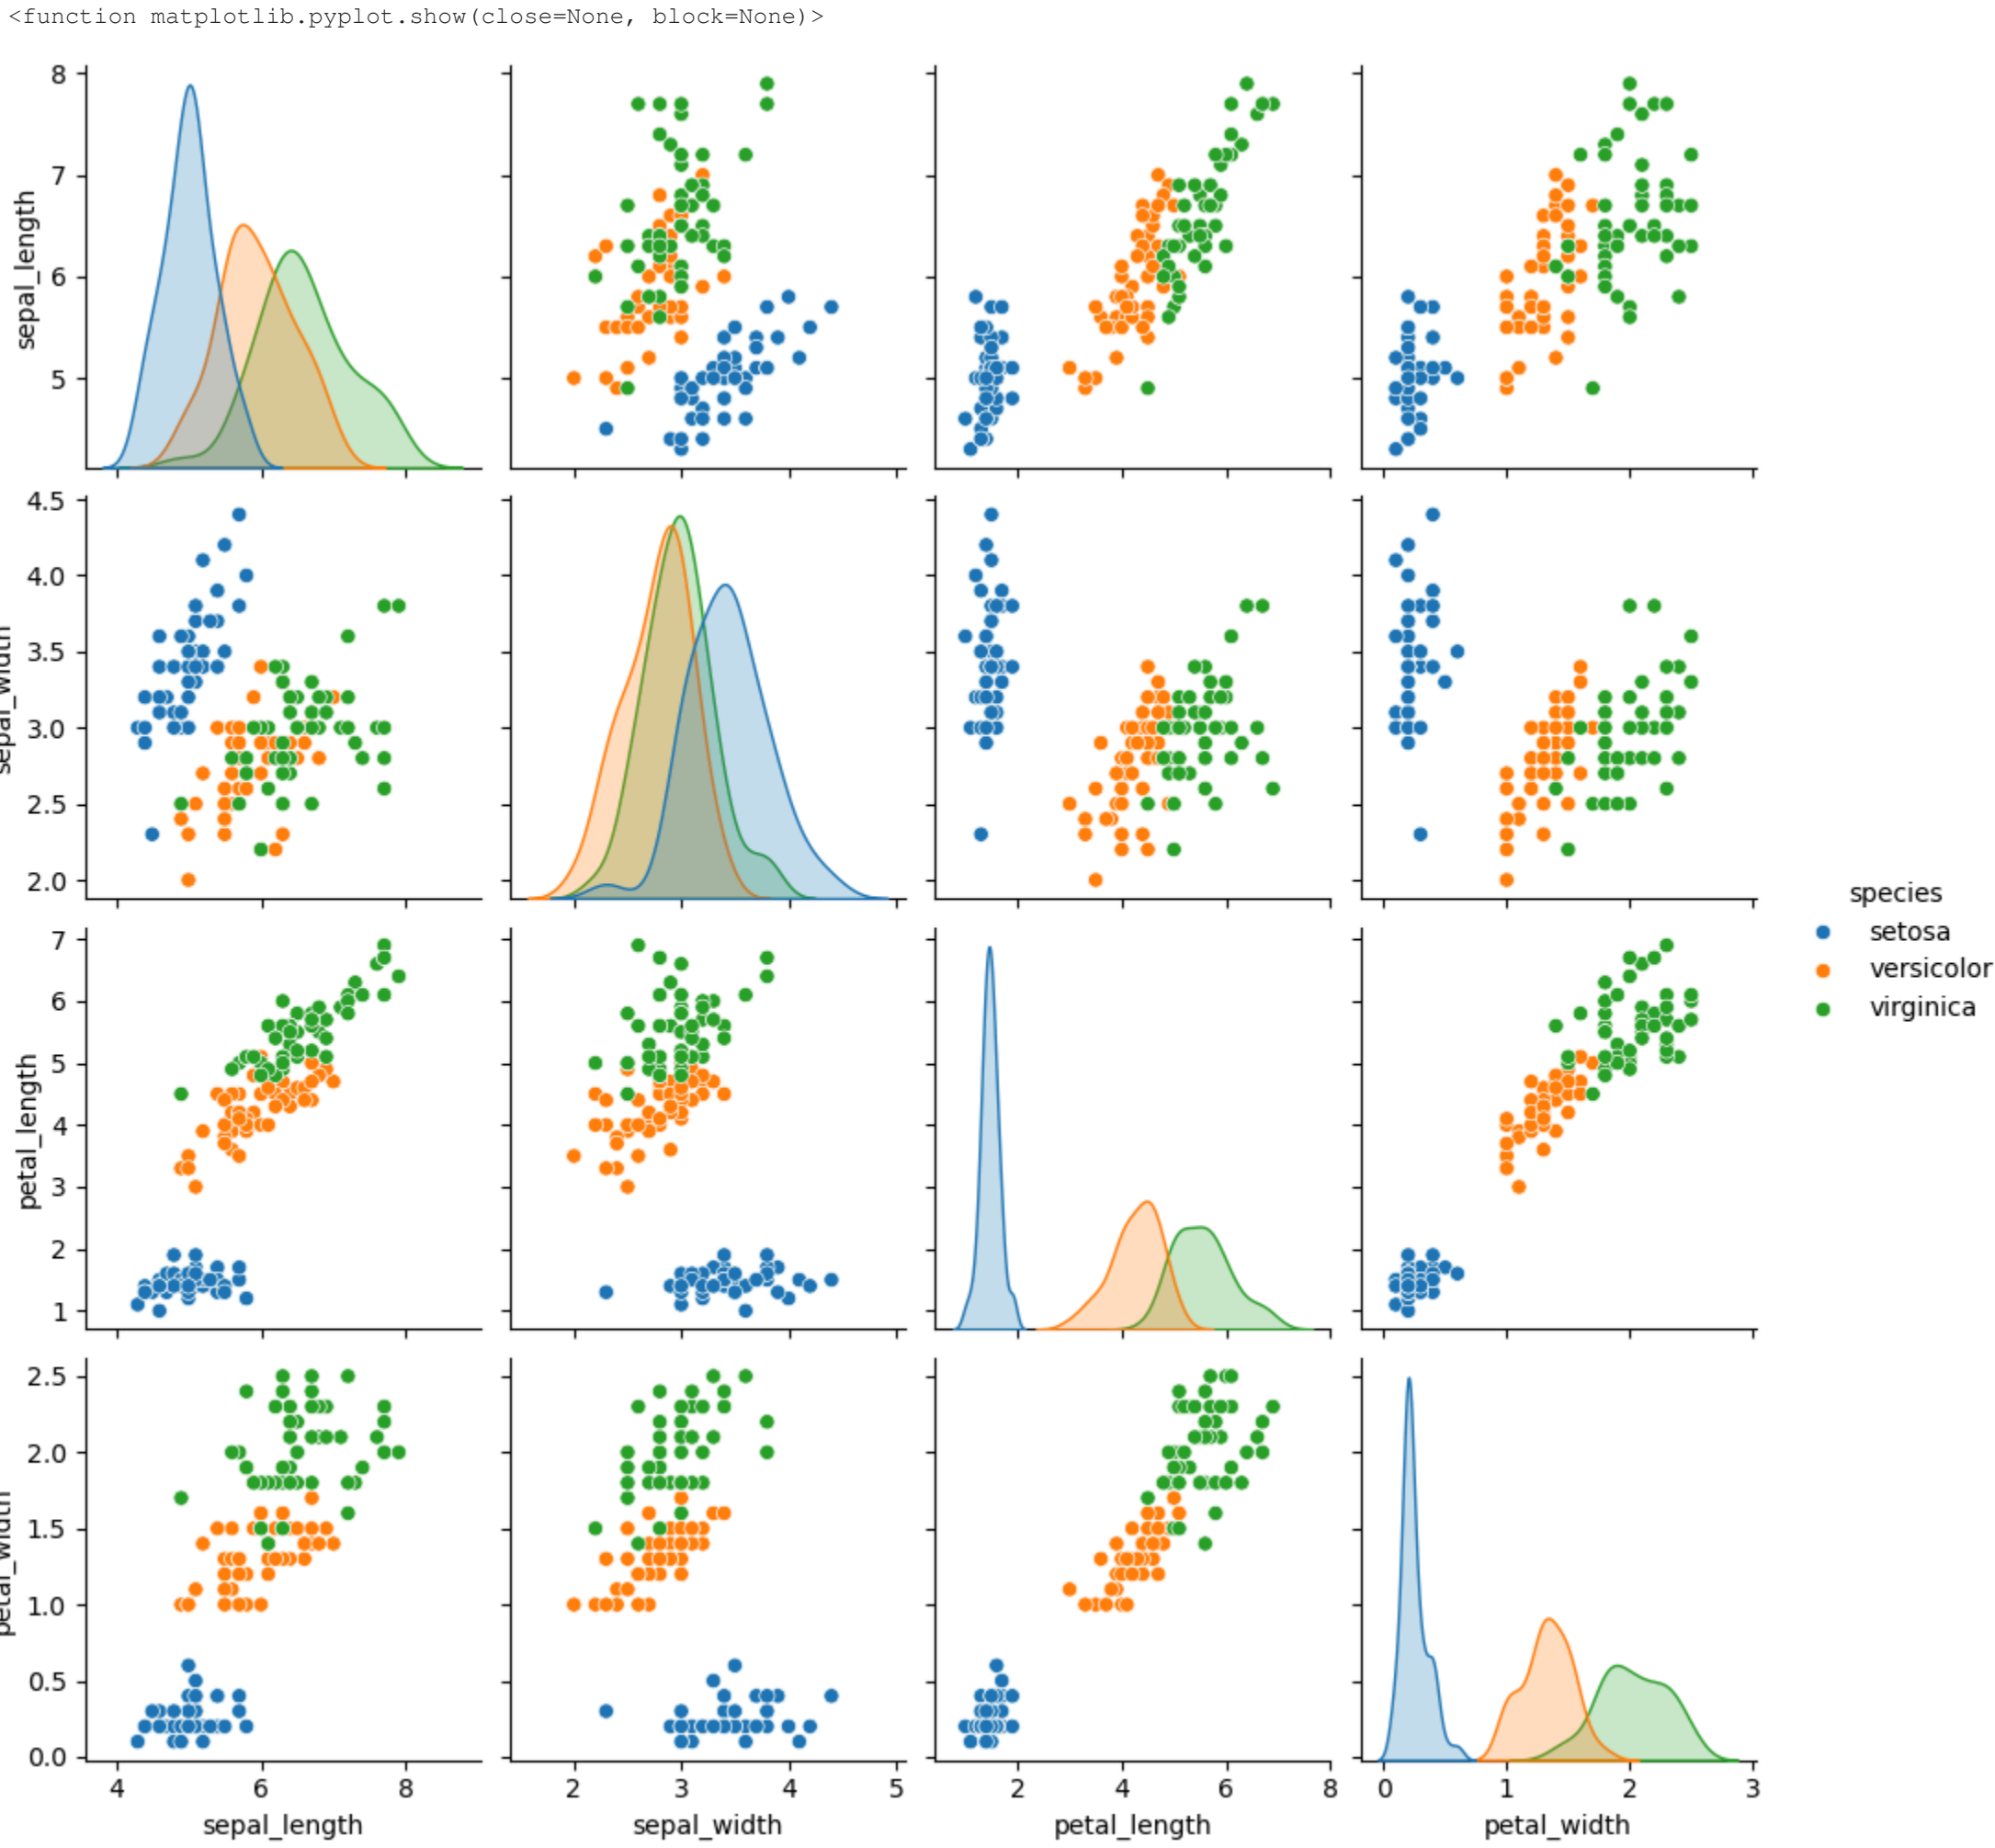 <function matplotlib.pyplot.show(close=None, block=None)>
8
7
6
5
sepal_length
4.5
4.0
3.5
3.0
2.5
2.0
species
setosa
versicolor
virginica
7
6
5
4
3
2
1
petal_length
2.5
2.0
1.5
1.0
0.5
0.0
4 6 8 2 3 4 5 2 4 6 8 0 1 2 3
sepal_length sepal_width petal_length petal_width